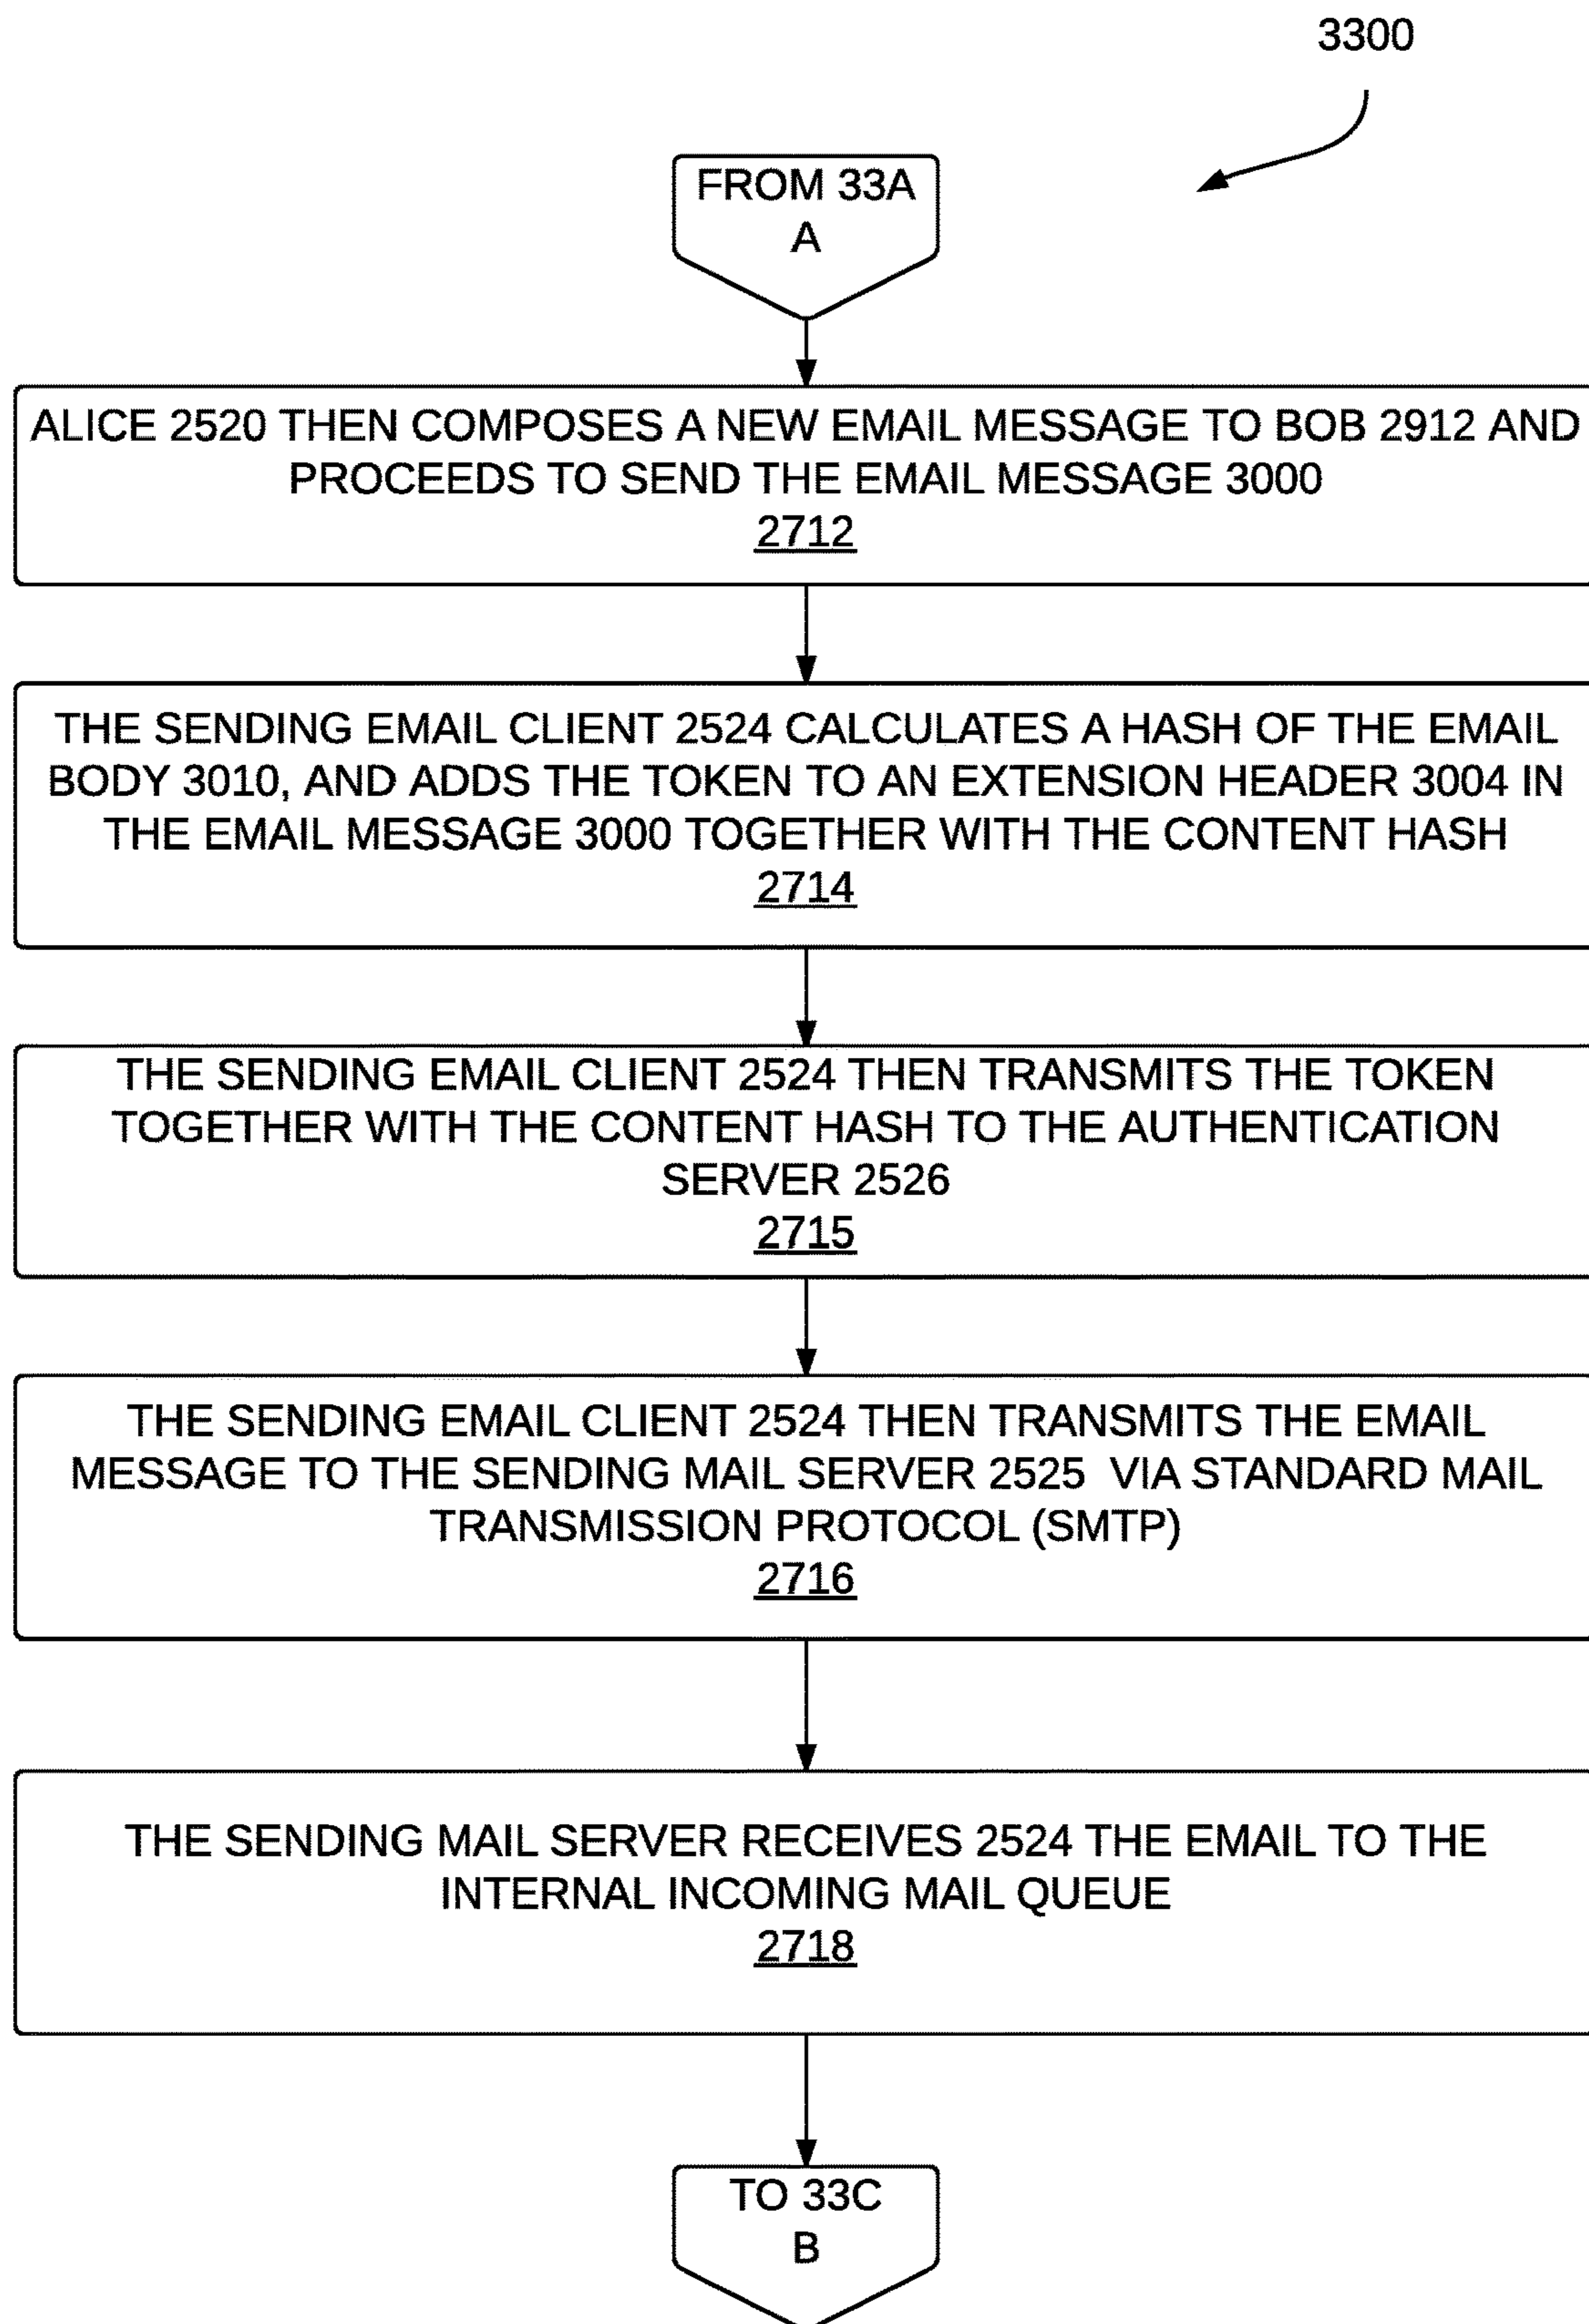 3300
FROM 33A
A
ALICE 2520 THEN COMPOSES A NEW EMAIL MESSAGE TO BOB 2912 AND
PROCEEDS TO SEND THE EMAIL MESSAGE 3000
2712
THE SENDING EMAIL CLIENT 2524 CALCULATES A HASH OF THE EMAIL
BODY 3010, AND ADDS THE TOKEN TO AN EXTENSION HEADER 3004 IN
THE EMAIL MESSAGE 3000 TOGETHER WITH THE CONTENT HASH
2714
THE SENDING EMAIL CLIENT 2524 THEN TRANSMITS THE TOKEN
TOGETHER WITH THE CONTENT HASH TO THE AUTHENTICATION
SERVER 2526
2715
THE SENDING EMAIL CLIENT 2524 THEN TRANSMITS THE EMAIL
MESSAGE TO THE SENDING MAIL SERVER 2525 VIA STANDARD MAIL
TRANSMISSION PROTOCOL (SMTP)
2716
THE SENDING MAIL SERVER RECEIVES 2524 THE EMAIL TO THE
INTERNAL INCOMING MAIL QUEUE
2718
TO 33C
B